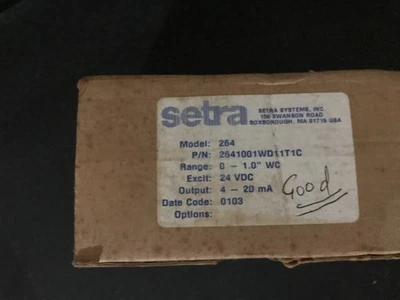 setra
SETRA SYSTEMS, INC.
159 SWANSON ROAD
BOXBOROUGH, MA 01719 USA
Model: 264
P/N: 2641001WD11T1C
Range: 0 - 1.0" WC
Excit: 24 VDC
Output: 4 - 20 mA
Date Code: 0103
Options:
Good